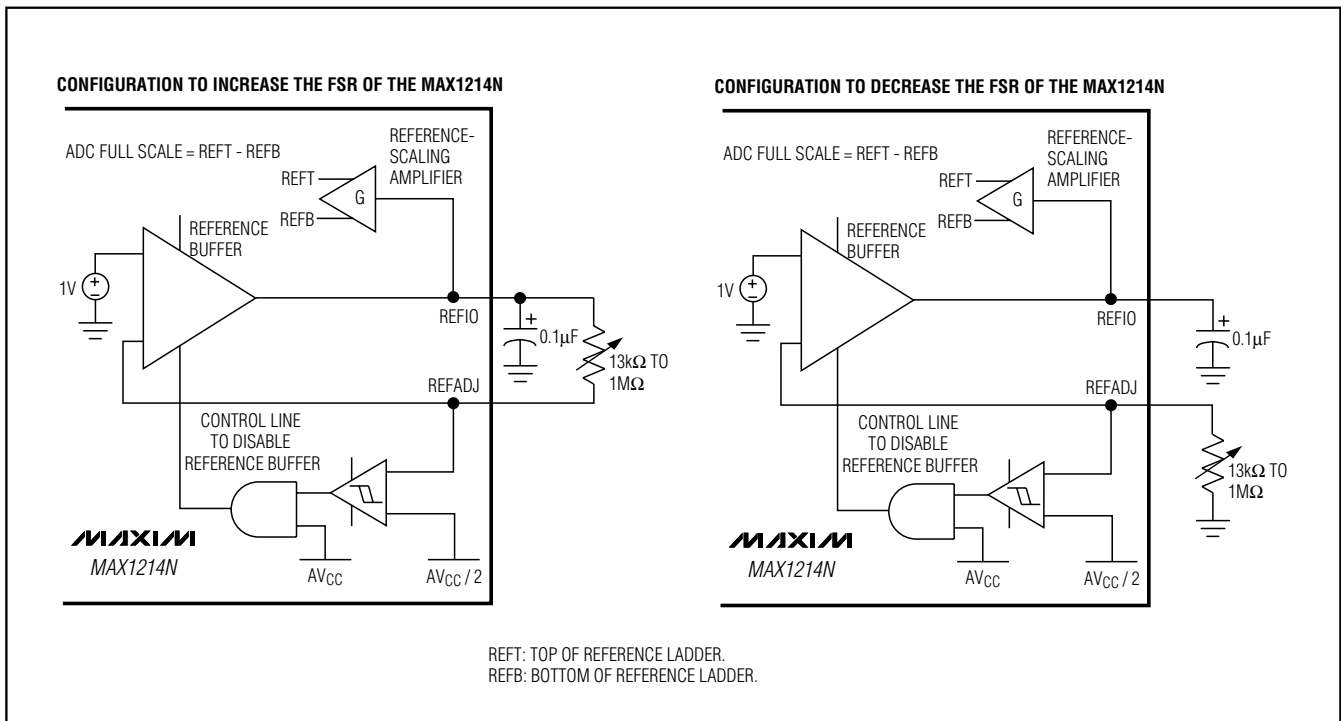 CONFIGURATION TO INCREASE THE FSR OF THE MAX1214N
ADC FULL SCALE = REFT - REFB
REFERENCE-
SCALING
AMPLIFIER
REFT
G
REFB
REFERENCE
BUFFER
1V
+
−
REFIO
+
0.1μF
13kΩ TO
1MΩ
REFADJ
CONTROL LINE
TO DISABLE
REFERENCE BUFFER
MAXIM
MAX1214N
AVCC
AVCC / 2
CONFIGURATION TO DECREASE THE FSR OF THE MAX1214N
ADC FULL SCALE = REFT - REFB
REFERENCE-
SCALING
AMPLIFIER
REFT
G
REFB
REFERENCE
BUFFER
1V
+
−
REFIO
+
0.1μF
REFADJ
13kΩ TO
1MΩ
CONTROL LINE
TO DISABLE
REFERENCE BUFFER
MAXIM
MAX1214N
AVCC
AVCC / 2
REFT: TOP OF REFERENCE LADDER.
REFB: BOTTOM OF REFERENCE LADDER.